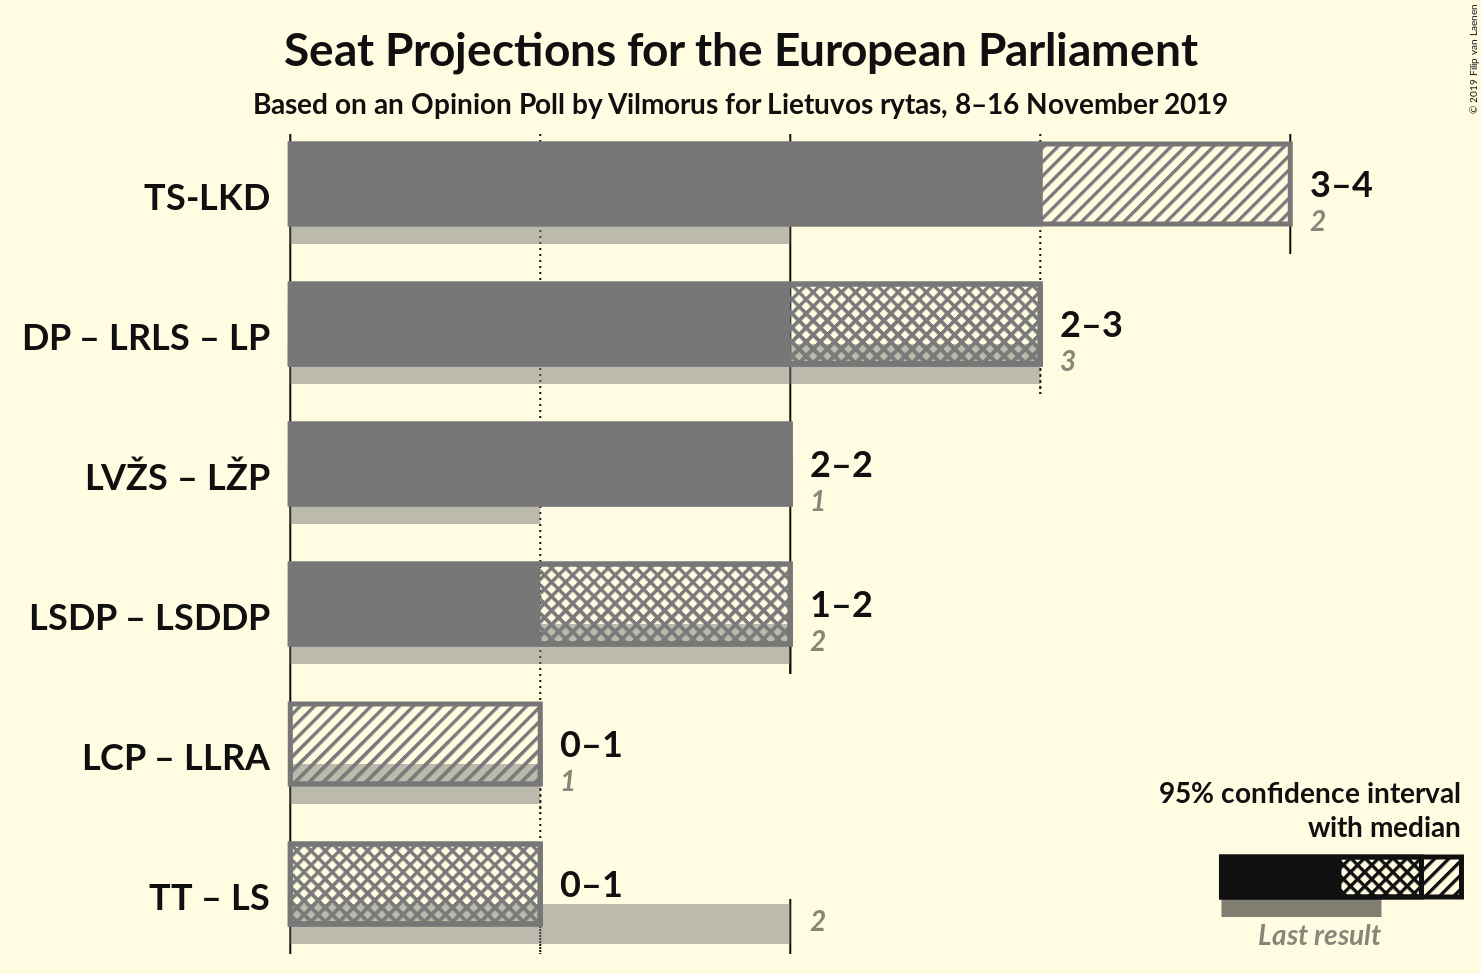 Seat Projections for the European Parliament
Based on an Opinion Poll by Vilmorus for Lietuvos rytas, 8–16 November 2019
© 2019 Filip van Laenen
TS-LKD
3–4
2
DP – LRLS – LP
2–3
3
LVŽS – LŽP
2–2
1
LSDP – LSDDP
1–2
2
LCP – LLRA
0–1
1
TT – LS
0–1
2
95% confidence interval
with median
Last result